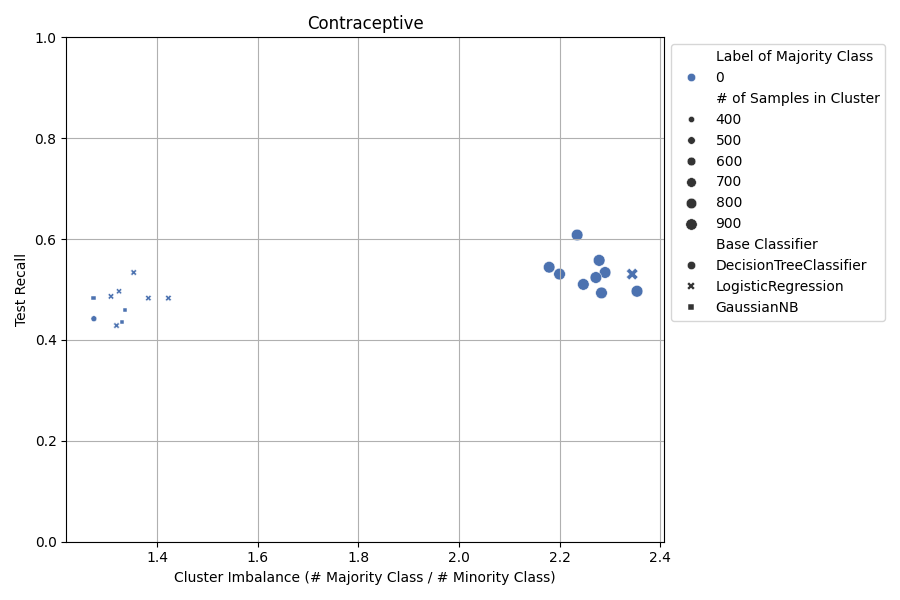 Contraceptive
1.0
0.8
0.6
0.4
0.2
0.0
Test Recall
1.4
1.6
1.8
2.0
2.2
2.4
Cluster Imbalance (# Majority Class / # Minority Class)
Label of Majority Class
0
# of Samples in Cluster
400
500
600
700
800
900
Base Classifier
DecisionTreeClassifier
LogisticRegression
GaussianNB